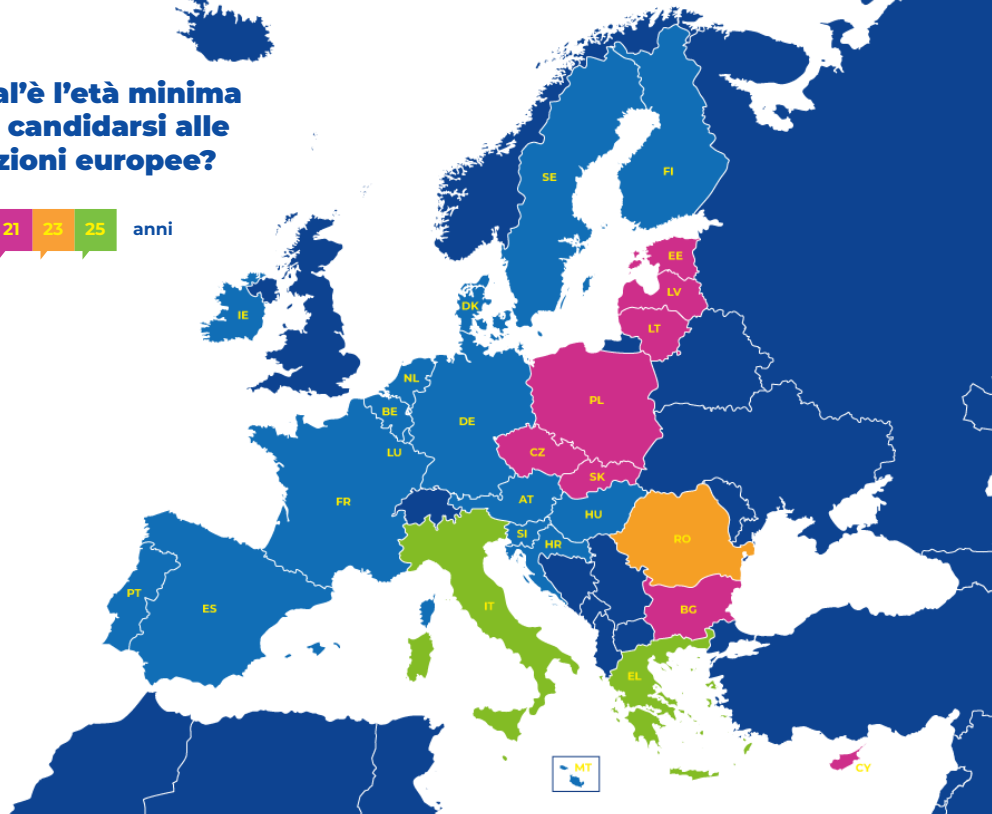 al’è l’età minima
candidarsi alle
zioni europee?
21 23 25 anni
SE
FI
EE
LV
LT
DK
IE
NL
BE
DE
PL
LU
CZ
SK
FR
AT
HU
SI
HR
RO
PT
ES
IT
BG
EL
MT
CY